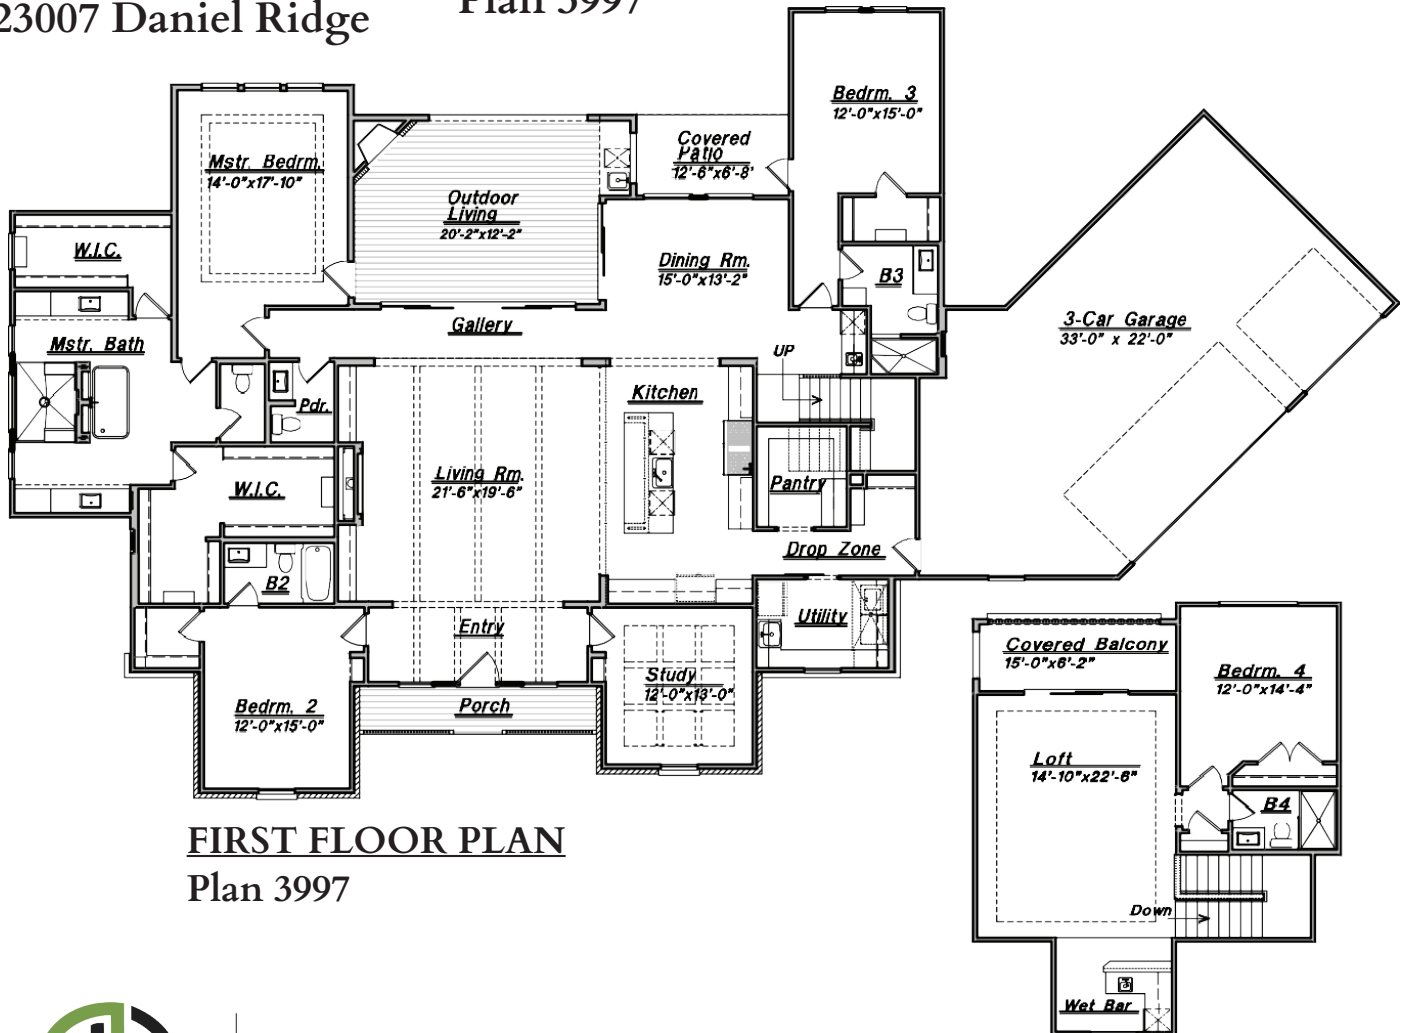 23007 Daniel Ridge
Plan 3997
Bedrm. 3
12'-0"x15'-0"
Covered
Patio
12'-6"x6'-8'
Mstr. Bedrm.
14'-0"x17'-10"
Outdoor
Living
20'-2"x12'-2"
W.I.C.
Dining Rm.
15'-0"x13'-2"
B3
Gallery
3-Car Garage
33'-0" x 22'-0"
Mstr. Bath
UP
Kitchen
Pdr.
Living Rm.
21'-6"x19'-6"
W.I.C.
Pantry
Drop Zone
B2
Utility
Entry
Study
12'-0"x13'-0"
Bedrm. 2
12'-0"x15'-0"
Porch
Covered Balcony
15'-0"x6'-2"
Bedrm. 4
12'-0"x14'-4"
Loft
14'-10"x22'-6"
B4
Down
Wet Bar
FIRST FLOOR PLAN
Plan 3997